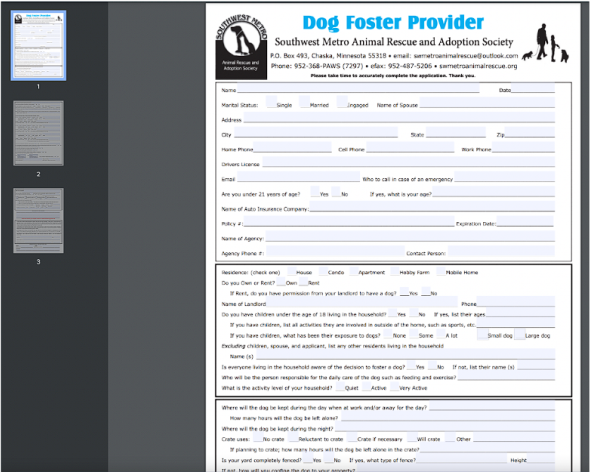 Dog Foster Provider
SOUTHWEST METRO
Animal Rescue and
Adoption Society
Southwest Metro Animal Rescue and Adoption Society
P.O. Box 493, Chaska, Minnesota 55318 • email: swmetroanimalrescue@outlook.com
Phone: 952-368-PAWS (7297) • efax: 952-487-5206 • swmetroanimalrescue.org
Please take time to accurately complete the application. Thank you.
Name Date
Marital Status: Single Married Engaged Name of Spouse
Address
City State Zip
Home Phone Cell Phone Work Phone
Drivers License
Email Who to call in case of an emergency
Are you under 21 years of age? Yes No If yes, what is your age?
Name of Auto Insurance Company:
Policy #: Expiration Date:
Name of Agency:
Agency Phone #: Contact Person:
Residence: (check one) House Condo Apartment Hobby Farm Mobile Home
Do you Own or Rent? Own Rent
If Rent, do you have permission from your landlord to have a dog? Yes No
Name of Landlord Phone
Do you have children under the age of 18 living in the household? Yes No If yes, list their ages
If you have children, list all activities they are involved in outside of the home, such as sports, etc.
If you have children, what has been their exposure to dogs? None Some A lot Small dog Large dog
Excluding children, spouse, and applicant, list any other residents living in the household
Name (s)
Is everyone living in the household aware of the decision to foster a dog? Yes No If not, list their name (s)
Who will be the person responsible for the daily care of the dog such as feeding and exercise?
What is the activity level of your household? Quiet Active Very Active
Where will the dog be kept during the day when at work and/or away for the day?
How many hours will the dog be left alone?
Where will the dog be kept during the night?
Crate uses: No crate Reluctant to crate Crate if necessary Will crate Other
If planning to crate; how many hours will the dog be left alone in the crate?
Is your yard completely fenced? Yes No If yes, what type of fence? Height
If not, how will you confine the dog to your property?
1
2
3